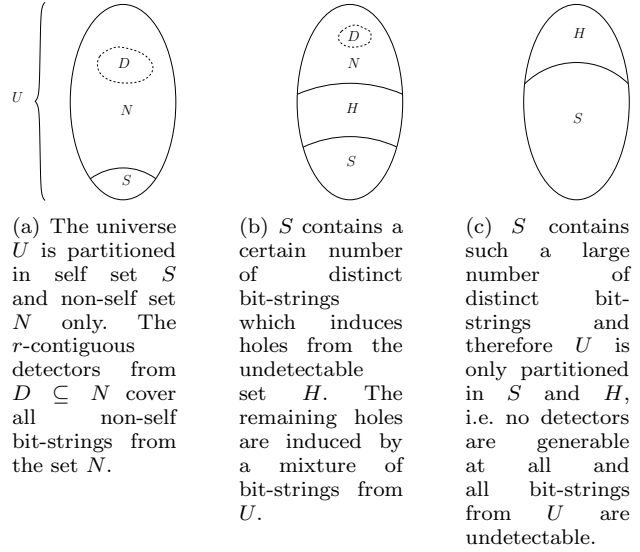 U
D
N
S
D
N
H
S
H
S
(a) The universe
U is partitioned
in self set S
and non-self set
N only. The
r-contiguous
detectors from
D ⊆ N cover
all non-self
bit-strings from
the set N.
(b) S contains a
certain number
of distinct
bit-strings
which induces
holes from the
undetectable
set H. The
remaining holes
are induced by
a mixture of
bit-strings from
U.
(c) S contains
such a large
number of
distinct bit-
strings and
therefore U is
only partitioned
in S and H,
i.e. no detectors
are generable
at all and
all bit-strings
from U are
undetectable.